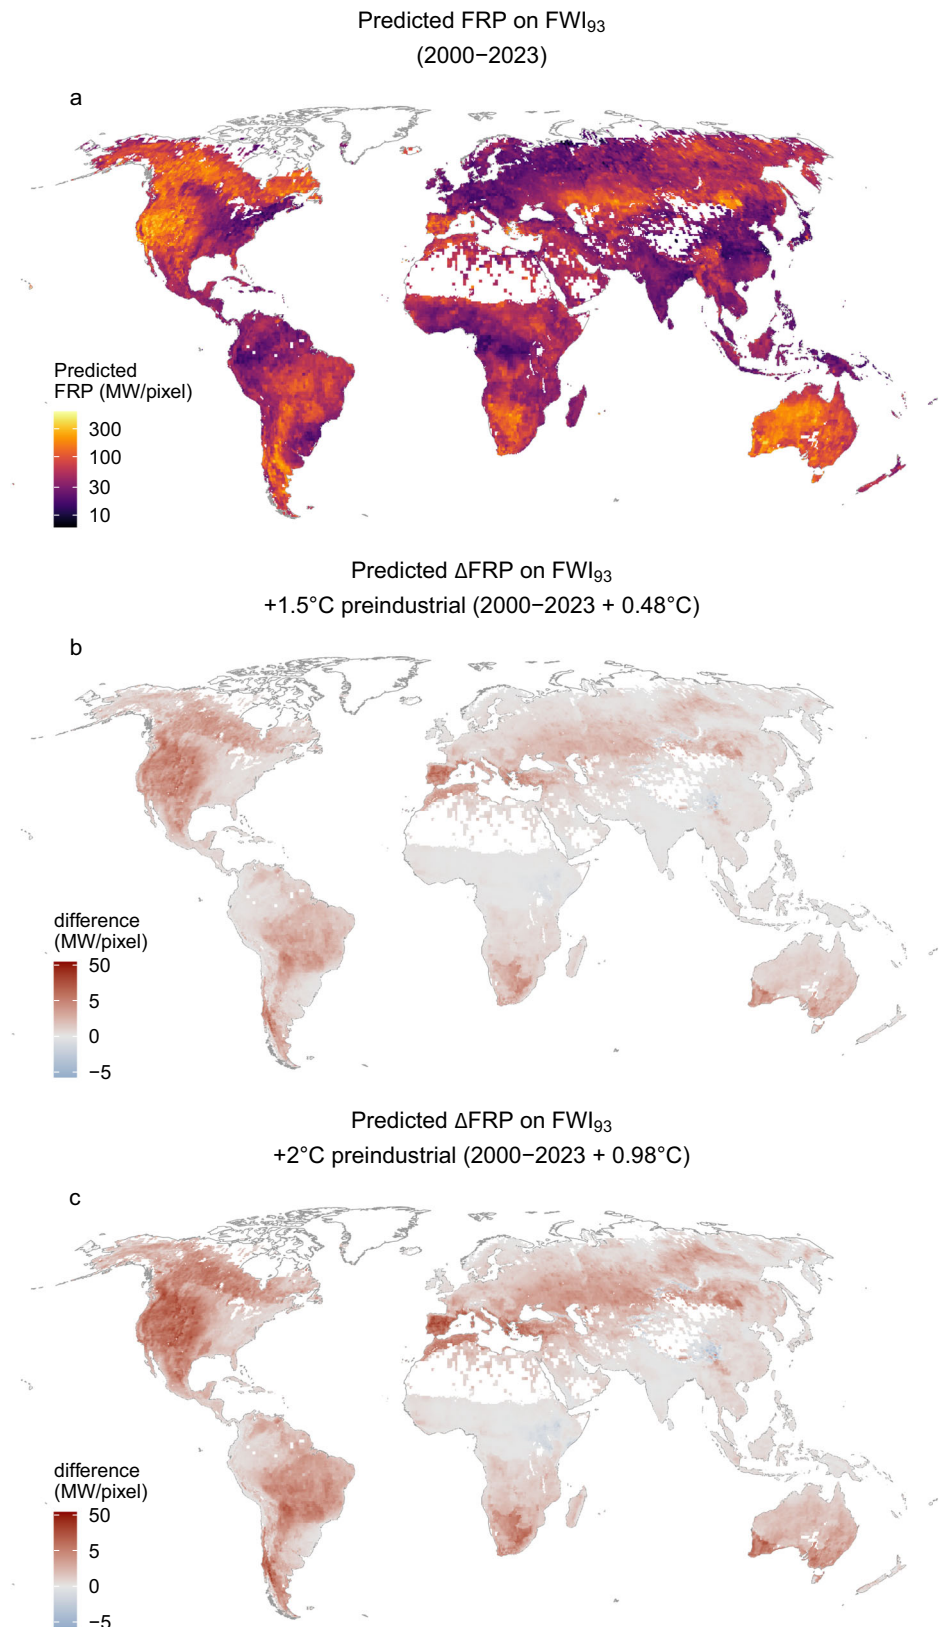 Predicted FRP on FWI₉₃
(2000−2023)
a
Predicted
FRP (MW/pixel)
300
100
30
10
Predicted ΔFRP on FWI₉₃
+1.5°C preindustrial (2000−2023 + 0.48°C)
b
difference
(MW/pixel)
50
5
0
−5
Predicted ΔFRP on FWI₉₃
+2°C preindustrial (2000−2023 + 0.98°C)
c
difference
(MW/pixel)
50
5
0
−5